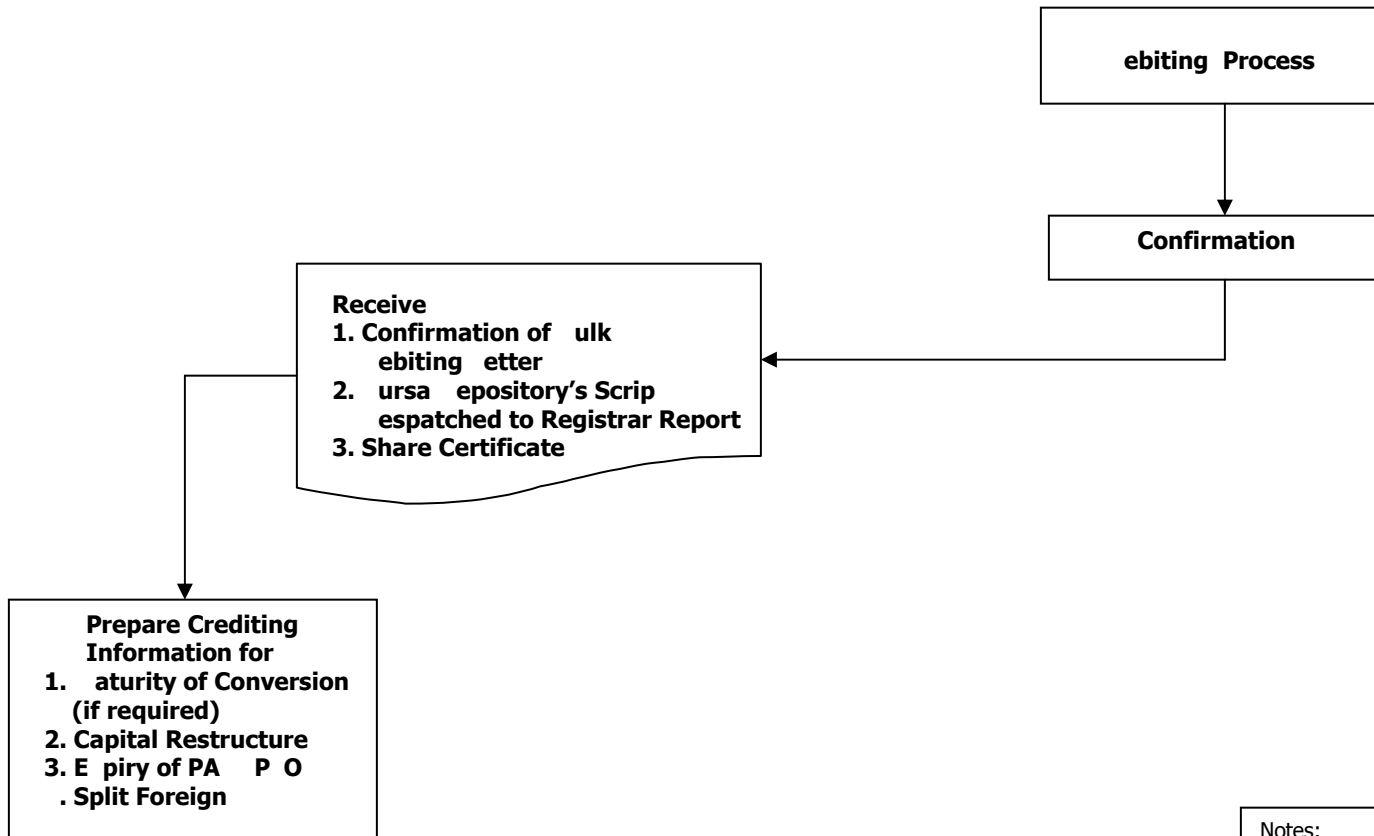 ebiting Process
Confirmation
Receive
1. Confirmation of ulk
ebiting etter
2. ursa epository's Scrip
espatched to Registrar Report
3. Share Certificate
Prepare Crediting
Information for
1. aturity of Conversion
(if required)
2. Capital Restructure
3. E piry of PA P O
. Split Foreign
Notes: